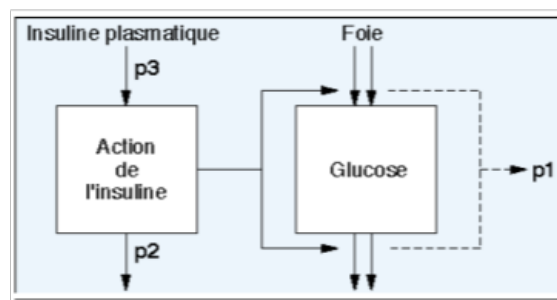 Insuline plasmatique
Foie
p3
Action
de
l'insuline
Glucose
p1
p2